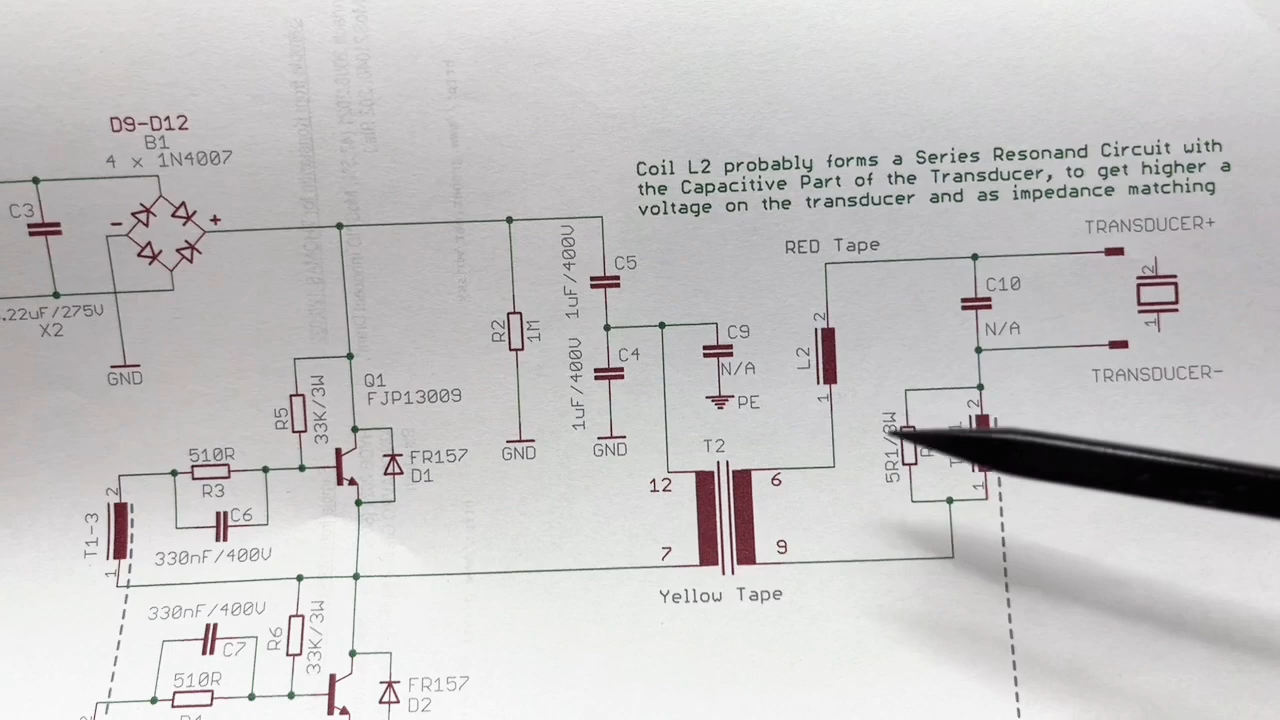 D9-D12
B1
4 x 1N4007
C3
.22uF/275V
X2
GND
Coil L2 probably forms a Series Resonand Circuit with
the Capacitive Part of the Transducer, to get higher a
voltage on the transducer and as impedance matching
RED Tape
TRANSDUCER+
C10
N/A
2
1
TRANSDUCER-
1uF/400V
C5
R2
1M
GND
C4
1uF/400V
GND
C9
N/A
PE
L2
2
1
Q1
FJP13009
R5
33K/3W
FR157
D1
510R
R3
C6
330nF/400V
T1-3
2
1
T2
12
7
6
9
Yellow Tape
5R1/3W
2
1
330nF/400V
C7
510R
R6
33K/3W
FR157
D2